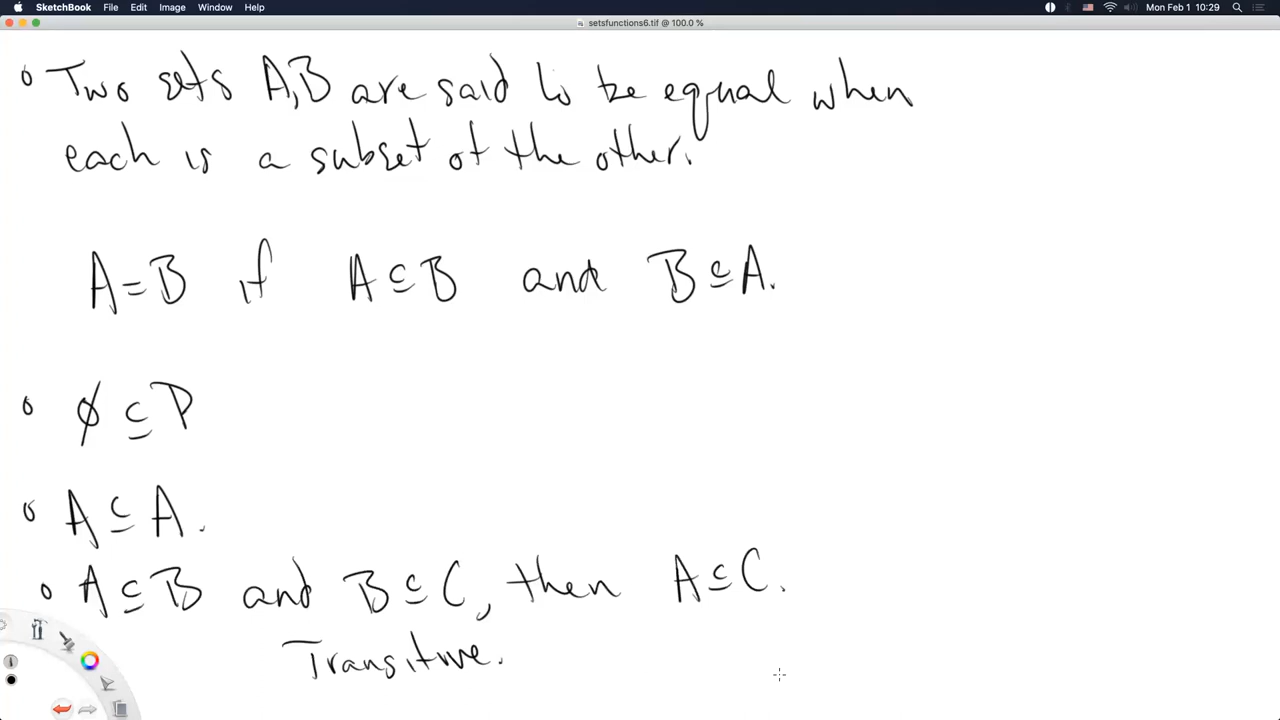 SketchBook File Edit Image Window Help Mon Feb 1 10:29
setsfunctions6.tif @ 100.0 %
Two sets A,B are said to be equal when
each is a subset of the other.
A=B if A⊆B and B⊆A.
∅⊆P
A⊆A.
A⊆B and B⊆C, then A⊆C.
Transitive.